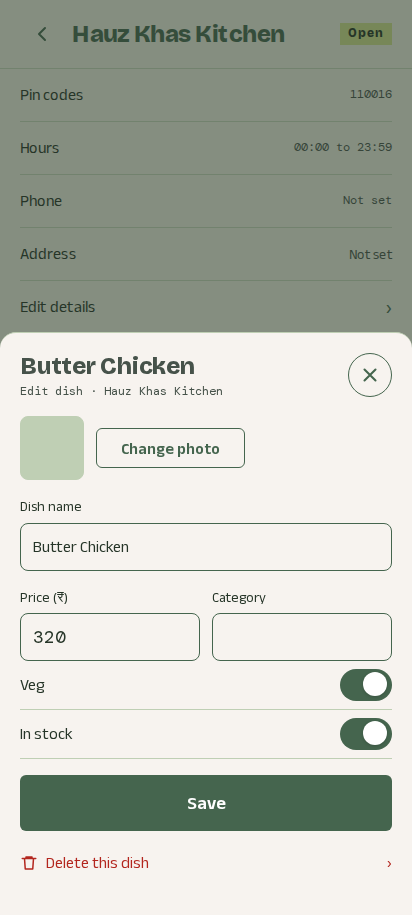 Hauz Khas Kitchen
Open
Pin codes
110016
Hours
00:00 to 23:59
Phone
Not set
Address
Not set
Edit details
Butter Chicken
Edit dish · Hauz Khas Kitchen
Change photo
Dish name
Butter Chicken
Price (₹)
Category
320
Veg
In stock
Save
Delete this dish